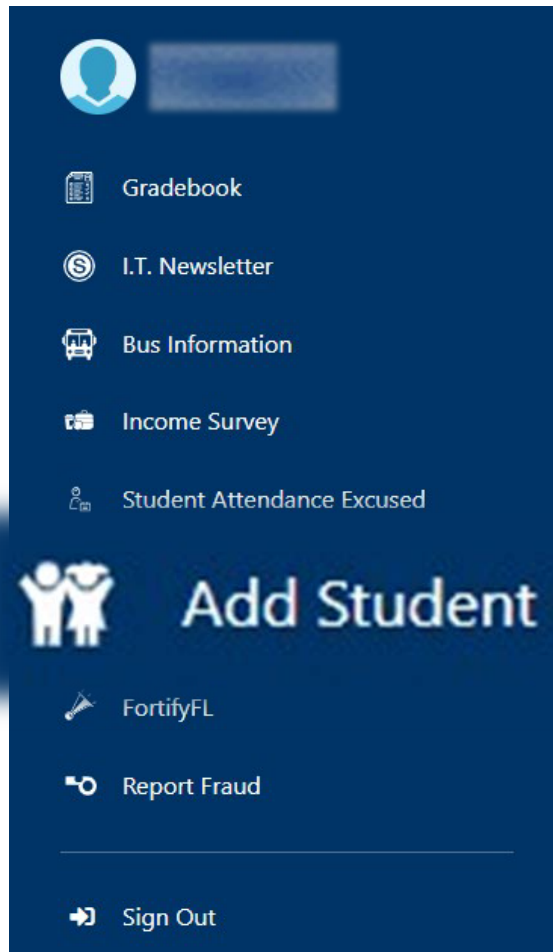 Gradebook
I.T. Newsletter
Bus Information
Income Survey
Student Attendance Excused
Add Student
FortifyFL
Report Fraud
Sign Out